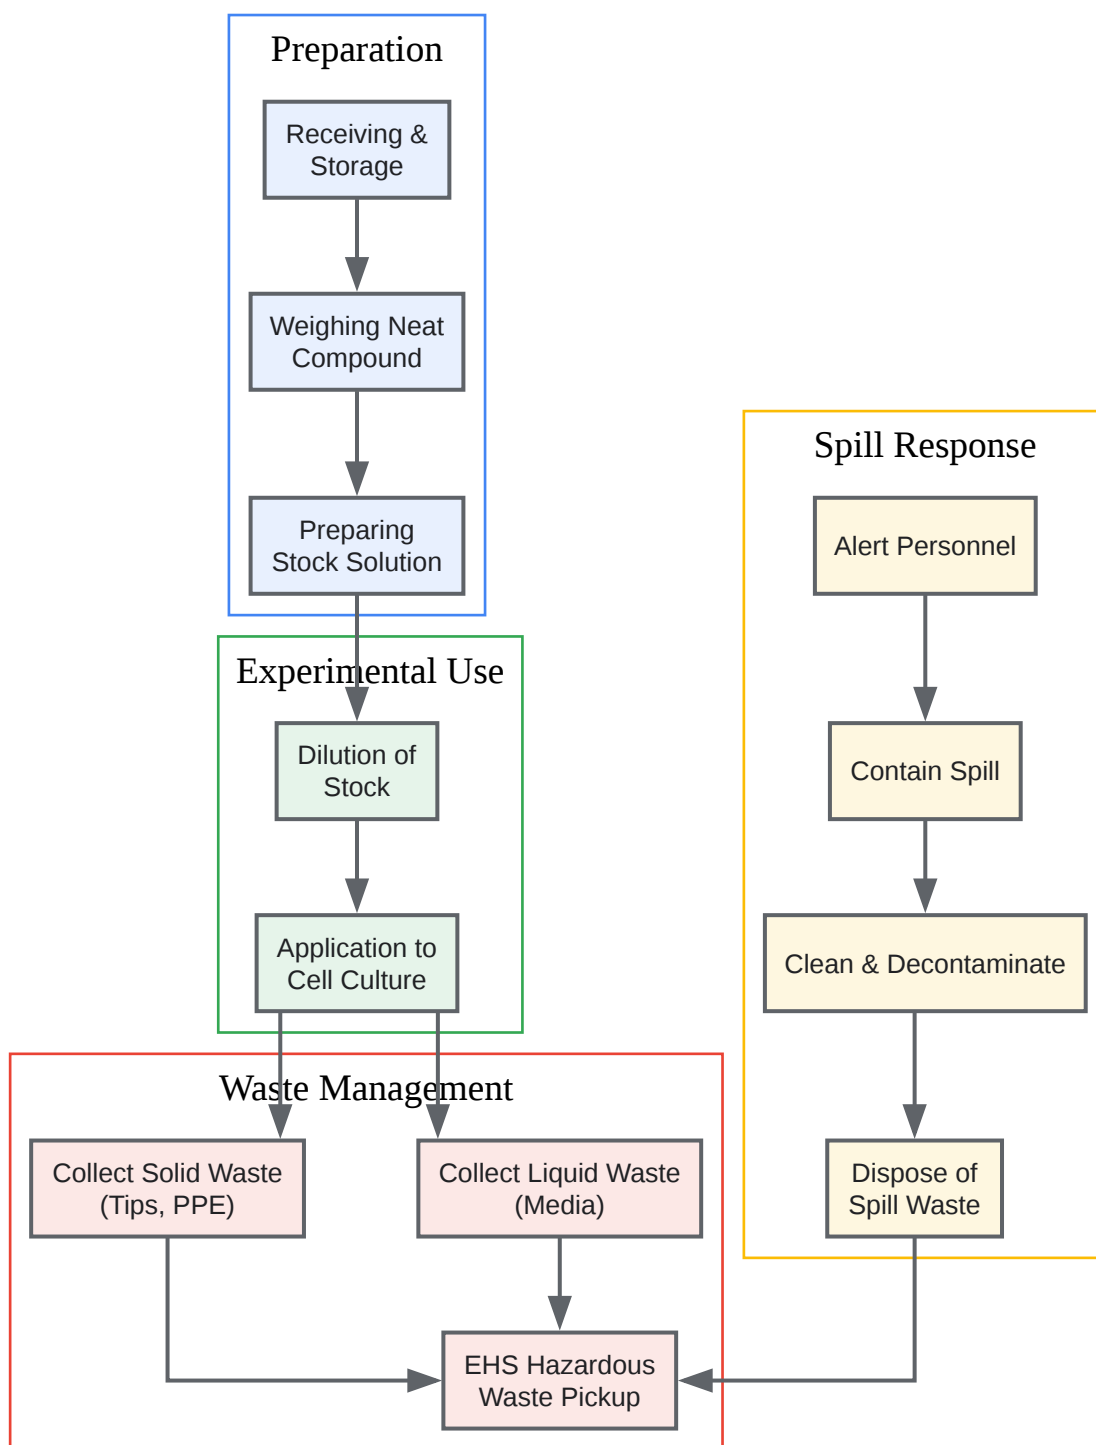 Preparation
Receiving &
Storage
Weighing Neat
Compound
Preparing
Stock Solution
Experimental Use
Dilution of
Stock
Application to
Cell Culture
Waste Management
Collect Solid Waste
(Tips, PPE)
Collect Liquid Waste
(Media)
EHS Hazardous
Waste Pickup
Spill Response
Alert Personnel
Contain Spill
Clean & Decontaminate
Dispose of
Spill Waste